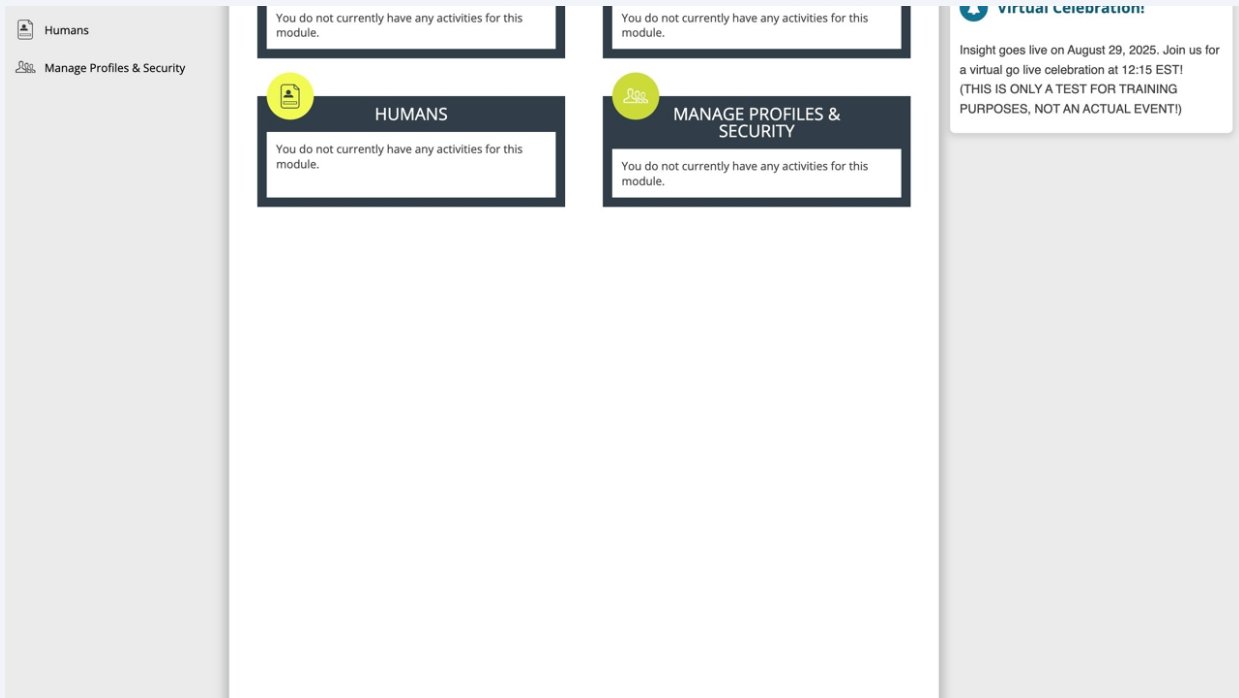 Humans
Manage Profiles & Security
You do not currently have any activities for this
module.
You do not currently have any activities for this
module.
HUMANS
You do not currently have any activities for this
module.
MANAGE PROFILES &
SECURITY
You do not currently have any activities for this
module.
Virtual Celebration!
Insight goes live on August 29, 2025. Join us for
a virtual go live celebration at 12:15 EST!
(THIS IS ONLY A TEST FOR TRAINING
PURPOSES, NOT AN ACTUAL EVENT!)